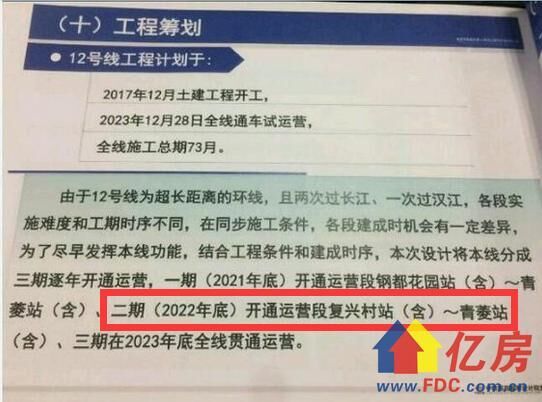 （十）工程筹划
● 12号线工程计划于：
2017年12月土建工程开工，
2023年12月28日全线通车试运营，
全线施工总期73月。
由于12号线为超长距离的环线，且两次过长江、一次过汉江，各段实
施难度和工期时序不同，在同步施工条件，各段建成时机会有一定差异，
为了尽早发挥本线功能，结合工程条件和建成时序，本次设计将本线分成
三期逐年开通运营，一期（2021年底）开通运营段钢都花园站（含）～青
菱站（含）、二期（2022年底）开通运营段复兴村站（含）～青菱站
（含）、三期在2023年底全线贯通运营。
亿房
www.FDC.com.cn